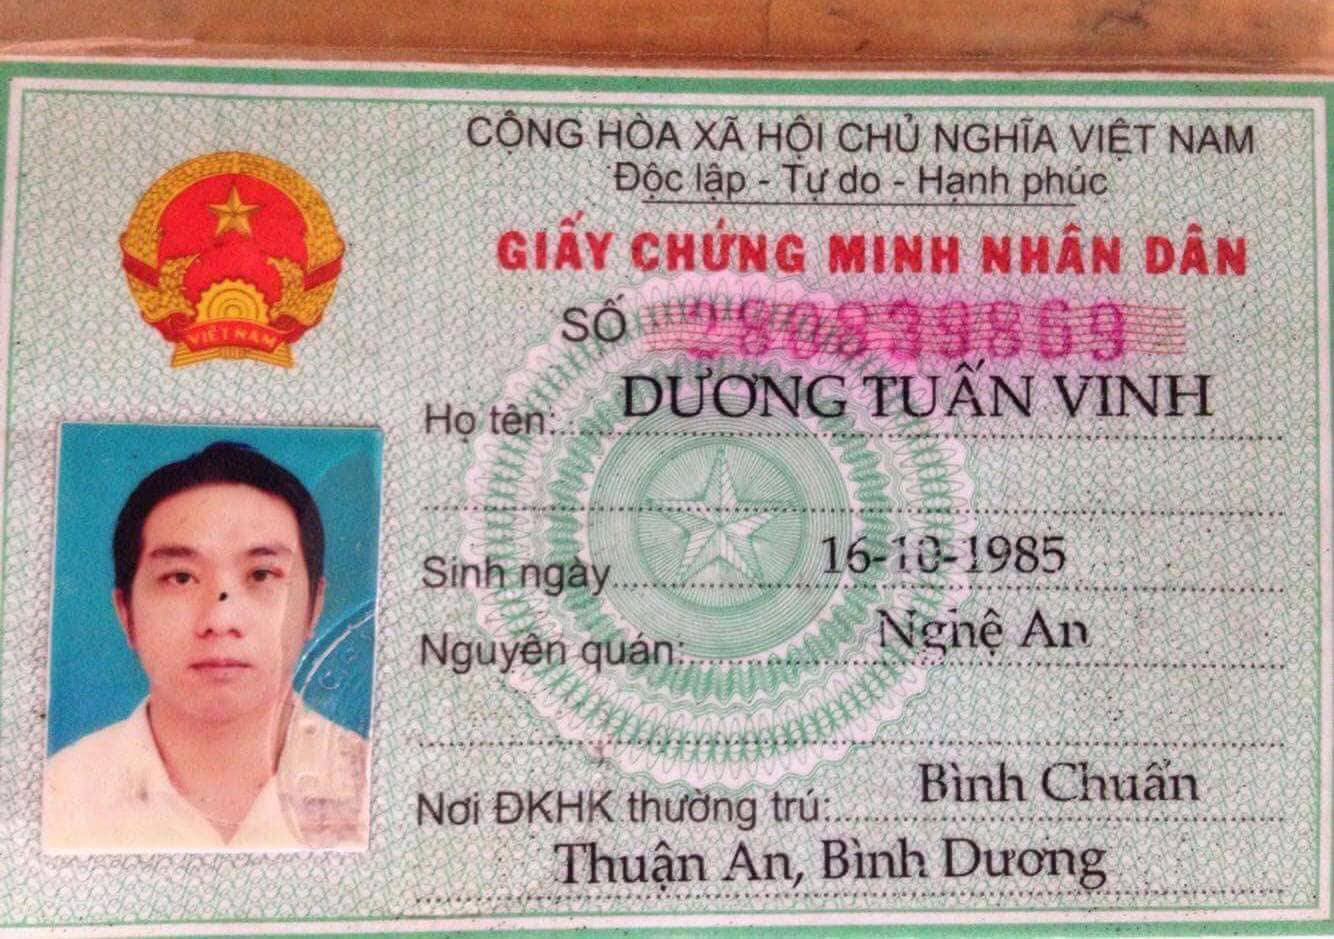 CỘNG HÒA XÃ HỘI CHỦ NGHĨA VIỆT NAM
Độc lập - Tự do - Hạnh phúc
GIẤY CHỨNG MINH NHÂN DÂN
VIỆT NAM
SỐ 280839869
Họ tên: DƯƠNG TUẤN VINH
Sinh ngày 16-10-1985
Nguyên quán: Nghệ An
Nơi ĐKHK thường trú: Bình Chuẩn
Thuận An, Bình Dương